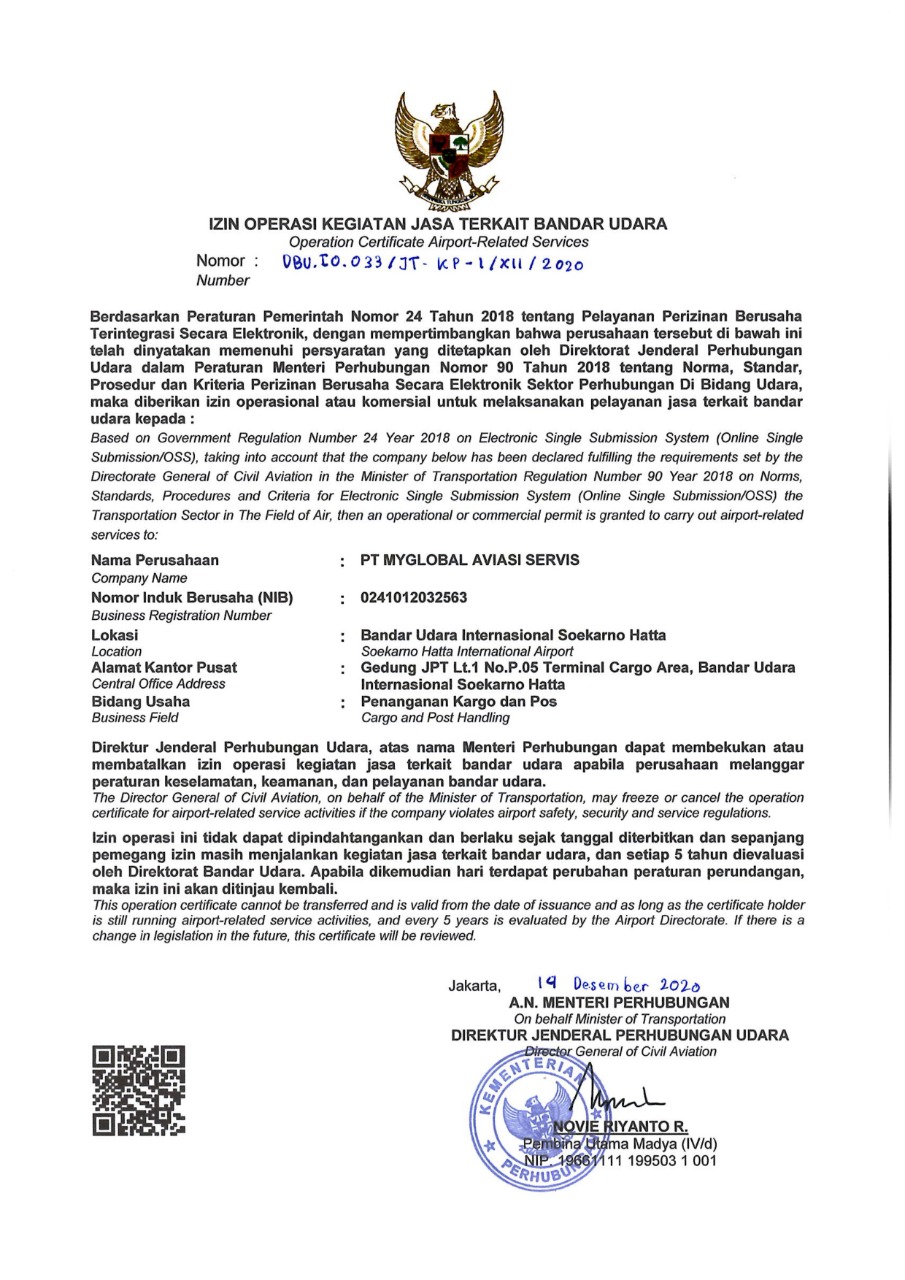 IZIN OPERASI KEGIATAN JASA TERKAIT BANDAR UDARA
Operation Certificate Airport-Related Services
Nomor : DBU.IO.033/JT-KP-1/XII/2020
Number
Berdasarkan Peraturan Pemerintah Nomor 24 Tahun 2018 tentang Pelayanan Perizinan Berusaha
Terintegrasi Secara Elektronik, dengan mempertimbangkan bahwa perusahaan tersebut di bawah ini
telah dinyatakan memenuhi persyaratan yang ditetapkan oleh Direktorat Jenderal Perhubungan
Udara dalam Peraturan Menteri Perhubungan Nomor 90 Tahun 2018 tentang Norma, Standar,
Prosedur dan Kriteria Perizinan Berusaha Secara Elektronik Sektor Perhubungan Di Bidang Udara,
maka diberikan izin operasional atau komersial untuk melaksanakan pelayanan jasa terkait bandar
udara kepada :
Based on Government Regulation Number 24 Year 2018 on Electronic Single Submission System (Online Single
Submission/OSS), taking into account that the company below has been declared fulfilling the requirements set by the
Directorate General of Civil Aviation in the Minister of Transportation Regulation Number 90 Year 2018 on Norms,
Standards, Procedures and Criteria for Electronic Single Submission System (Online Single Submission/OSS) the
Transportation Sector in The Field of Air, then an operational or commercial permit is granted to carry out airport-related
services to:
Nama Perusahaan : PT MYGLOBAL AVIASI SERVIS
Company Name
Nomor Induk Berusaha (NIB) : 0241012032563
Business Registration Number
Lokasi : Bandar Udara Internasional Soekarno Hatta
Location Soekarno Hatta International Airport
Alamat Kantor Pusat : Gedung JPT Lt.1 No.P.05 Terminal Cargo Area, Bandar Udara
Central Office Address Internasional Soekarno Hatta
Bidang Usaha : Penanganan Kargo dan Pos
Business Field Cargo and Post Handling
Direktur Jenderal Perhubungan Udara, atas nama Menteri Perhubungan dapat membekukan atau
membatalkan izin operasi kegiatan jasa terkait bandar udara apabila perusahaan melanggar
peraturan keselamatan, keamanan, dan pelayanan bandar udara.
The Director General of Civil Aviation, on behalf of the Minister of Transportation, may freeze or cancel the operation
certificate for airport-related service activities if the company violates airport safety, security and service regulations.
Izin operasi ini tidak dapat dipindahtangankan dan berlaku sejak tanggal diterbitkan dan sepanjang
pemegang izin masih menjalankan kegiatan jasa terkait bandar udara, dan setiap 5 tahun dievaluasi
oleh Direktorat Bandar Udara. Apabila dikemudian hari terdapat perubahan peraturan perundangan,
maka izin ini akan ditinjau kembali.
This operation certificate cannot be transferred and is valid from the date of issuance and as long as the certificate holder
is still running airport-related service activities, and every 5 years is evaluated by the Airport Directorate. If there is a
change in legislation in the future, this certificate will be reviewed.
Jakarta, 14 Desember 2020
A.N. MENTERI PERHUBUNGAN
On behalf Minister of Transportation
DIREKTUR JENDERAL PERHUBUNGAN UDARA
Director General of Civil Aviation
KEMENTERIAN
NOVIE RIYANTO R.
Pembina Utama Madya (IV/d)
NIP. 19661111 199503 1 001
PERHUBUNGAN